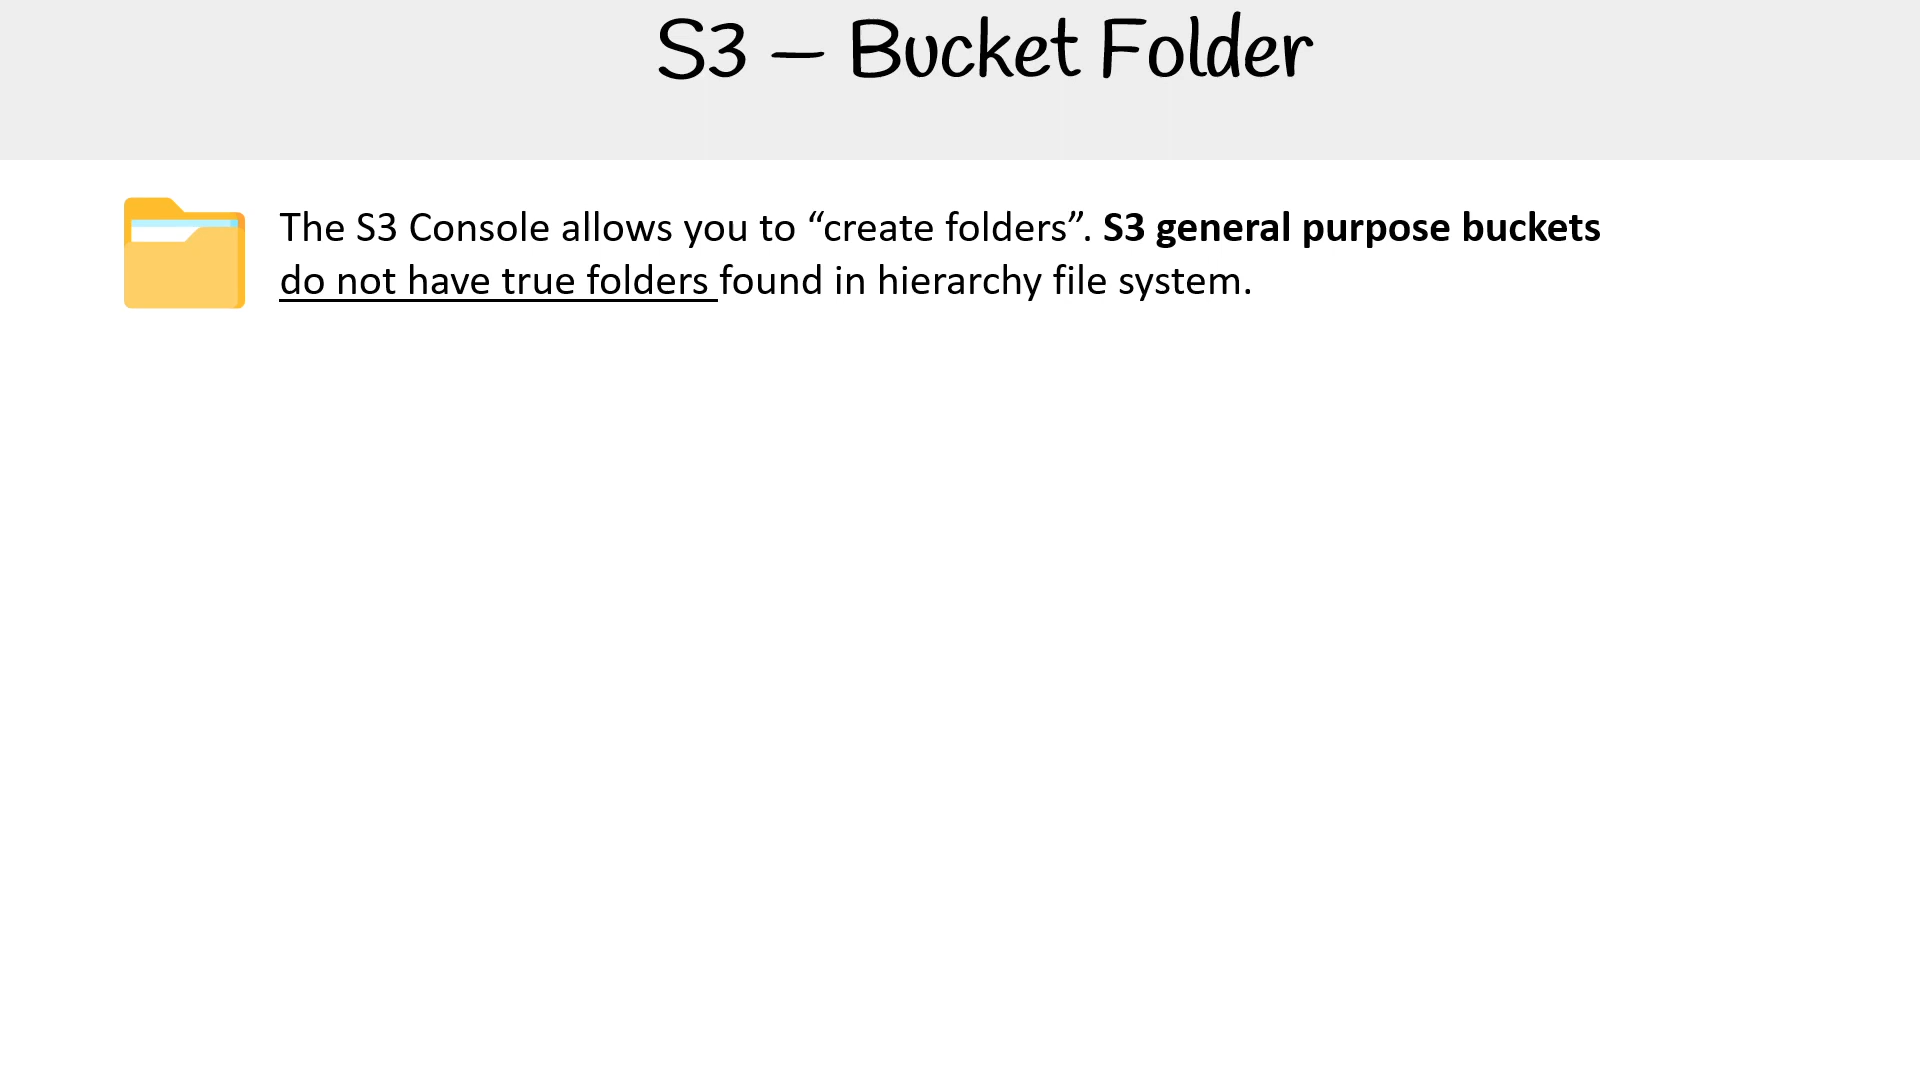 S3 – Bucket Folder
The S3 Console allows you to “create folders”. S3 general purpose buckets
do not have true folders found in hierarchy file system.